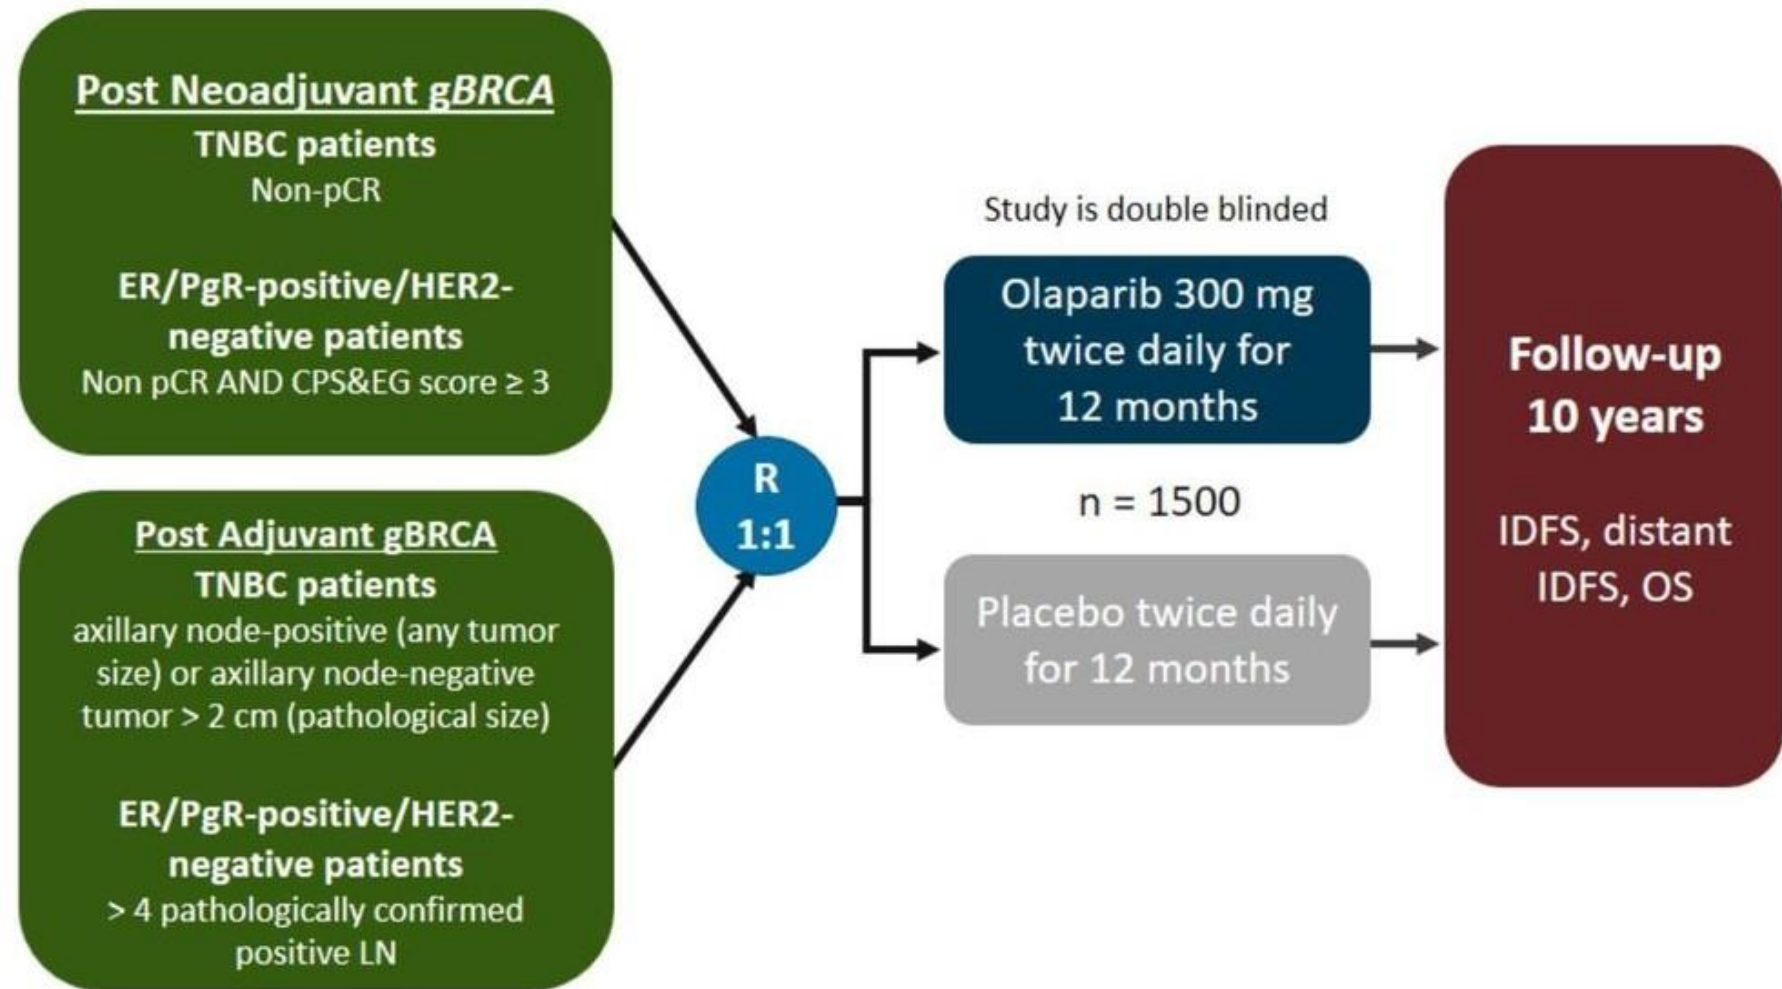 Post Neoadjuvant gBRCA
TNBC patients
Non-pCR
ER/PgR-positive/HER2-
negative patients
Non pCR AND CPS&EG score ≥ 3
Post Adjuvant gBRCA
TNBC patients
axillary node-positive (any tumor
size) or axillary node-negative
tumor > 2 cm (pathological size)
ER/PgR-positive/HER2-
negative patients
> 4 pathologically confirmed
positive LN
R
1:1
Study is double blinded
Olaparib 300 mg
twice daily for
12 months
n = 1500
Placebo twice daily
for 12 months
Follow-up
10 years
IDFS, distant
IDFS, OS